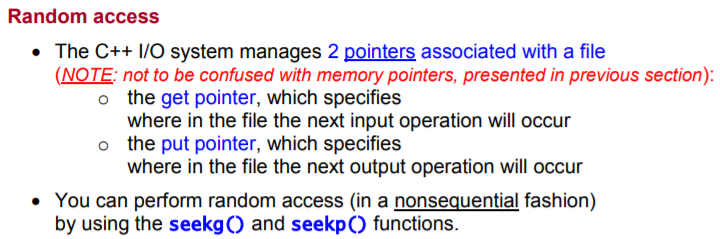 Random access
• The C++ I/O system manages 2 pointers associated with a file
(NOTE: not to be confused with memory pointers, presented in previous section):
o the get pointer, which specifies
where in the file the next input operation will occur
o the put pointer, which specifies
where in the file the next output operation will occur
• You can perform random access (in a nonsequential fashion)
by using the seekg() and seekp() functions.